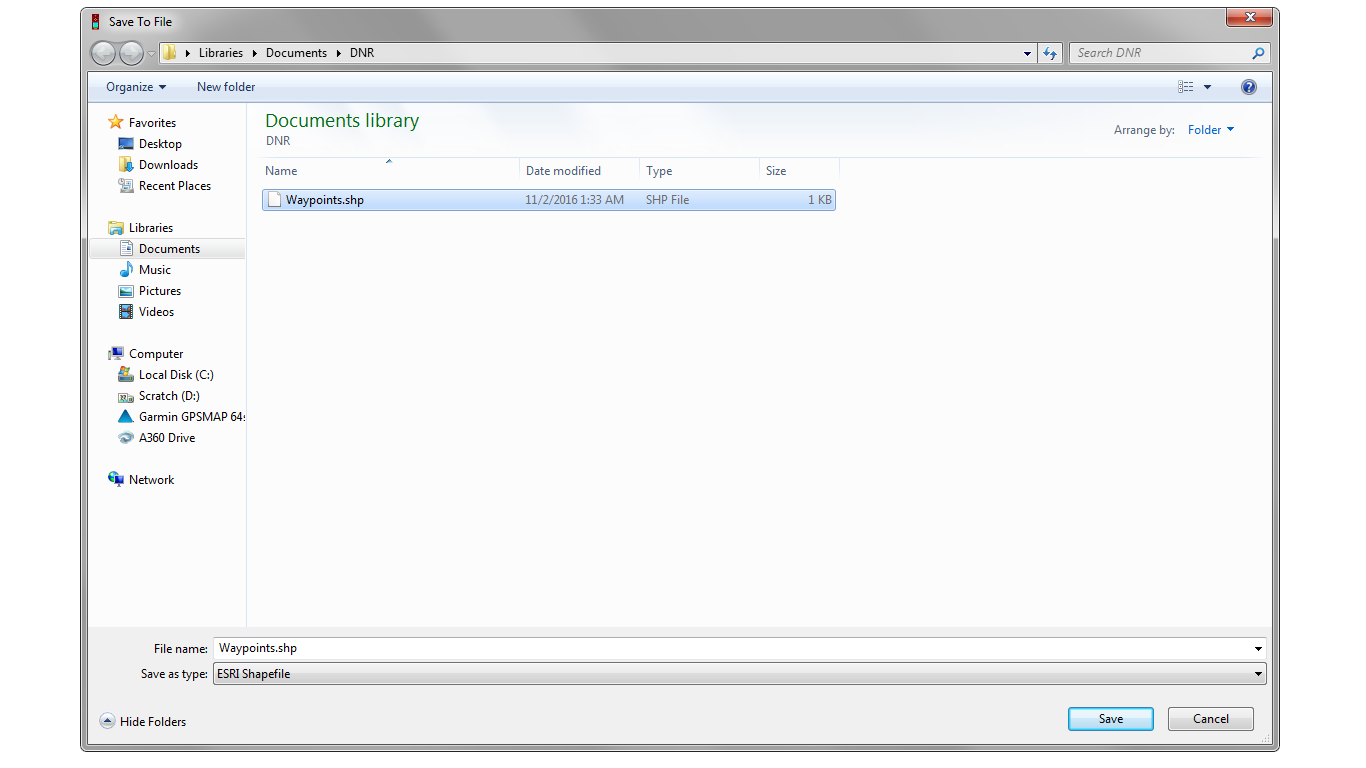 Save To File
Libraries Documents DNR
Search DNR
Organize New folder
Favorites
Desktop
Downloads
Recent Places
Libraries
Documents
Music
Pictures
Videos
Computer
Local Disk (C:)
Scratch (D:)
Garmin GPSMAP 64s
A360 Drive
Network
Documents library
DNR
Arrange by: Folder
Name Date modified Type Size
Waypoints.shp 11/2/2016 1:33 AM SHP File 1 KB
File name: Waypoints.shp
Save as type: ESRI Shapefile
Hide Folders
Save Cancel